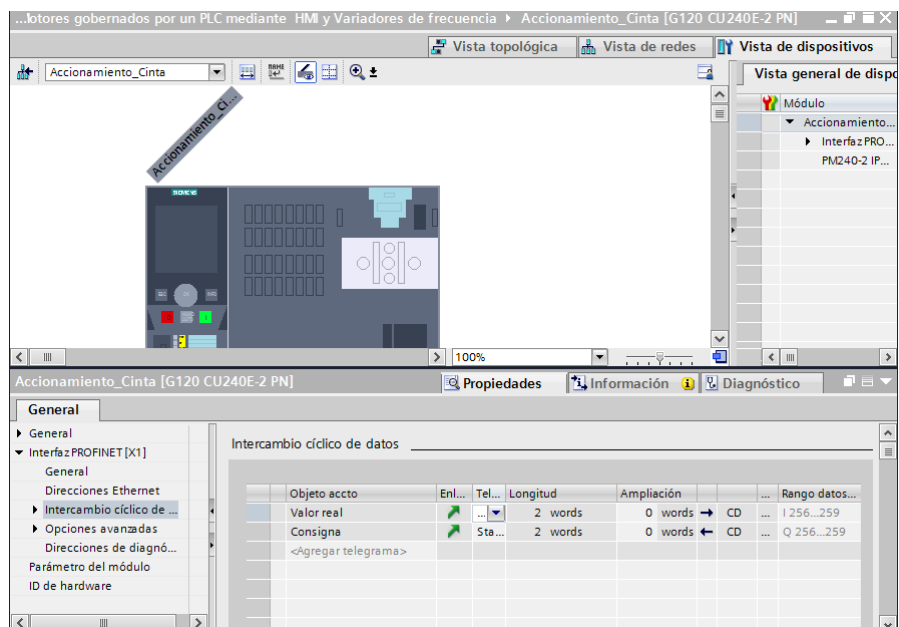 ...lotores gobernados por un PLC mediante HMI y Variadores de frecuencia ▸ Accionamiento_Cinta [G120 CU240E-2 PN]
Vista topológica
Vista de redes
Vista de dispositivos
Accionamiento_Cinta
Vista general de dispo
Módulo
Accionamiento_Ci...
Accionamiento...
Interfaz PRO...
PM240-2 IP...
SIEMENS
100%
Accionamiento_Cinta [G120 CU240E-2 PN]
Propiedades
Información
Diagnóstico
General
General
Interfaz PROFINET [X1]
General
Direcciones Ethernet
Intercambio cíclico de ...
Opciones avanzadas
Direcciones de diagnó...
Parámetro del módulo
ID de hardware
Intercambio cíclico de datos
Objeto accto Enl... Tel... Longitud Ampliación ... Rango datos...
Valor real ... 2 words 0 words → CD ... I 256...259
Consigna Sta... 2 words 0 words ← CD ... Q 256...259
<Agregar telegrama>